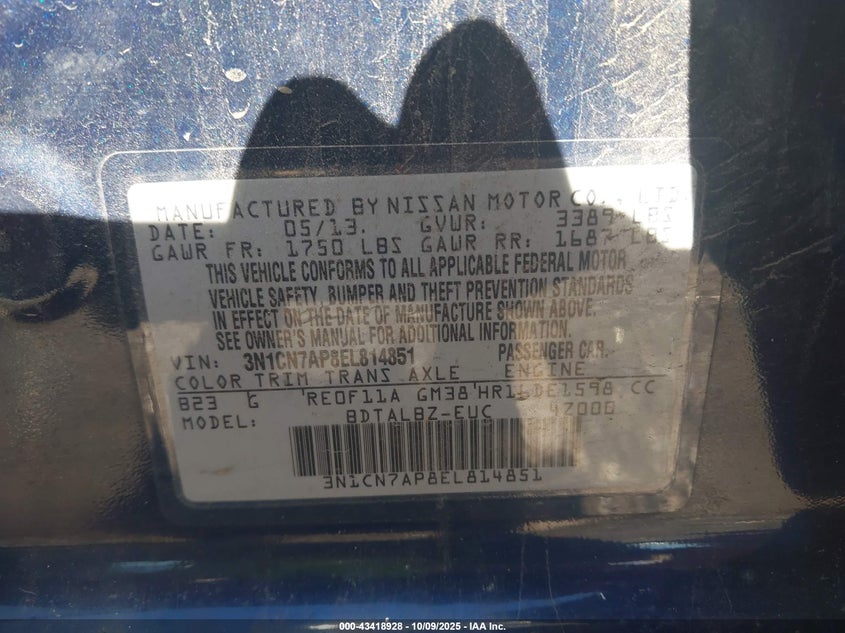 MANUFACTURED BY NISSAN MOTOR CO., LTD
DATE: 05/13. GVWR: 3389 LBS
GAWR FR: 1750 LBS GAWR RR: 1687 LBS
THIS VEHICLE CONFORMS TO ALL APPLICABLE FEDERAL MOTOR
VEHICLE SAFETY, BUMPER AND THEFT PREVENTION STANDARDS
IN EFFECT ON THE DATE OF MANUFACTURE SHOWN ABOVE.
SEE OWNER'S MANUAL FOR ADDITIONAL INFORMATION.
VIN: 3N1CN7AP8EL814851 PASSENGER CAR.
COLOR TRIM TRANS AXLE ENGINE
B23 G RE0F11A GM38 HR16DE1598 CC
MODEL: BDTALBZ-EUC 4Z000
3N1CN7AP8EL814851
000-43418928 - 10/09/2025 - IAA Inc.